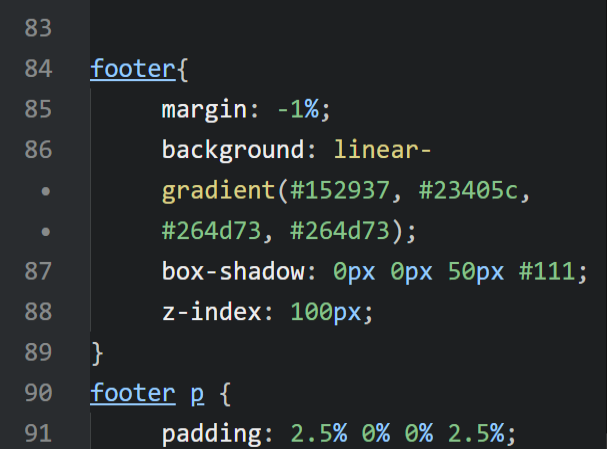 83
84 footer{
85 margin: -1%;
86 background: linear-
• gradient(#152937, #23405c,
• #264d73, #264d73);
87 box-shadow: 0px 0px 50px #111;
88 z-index: 100px;
89 }
90 footer p {
91 padding: 2.5% 0% 0% 2.5%;